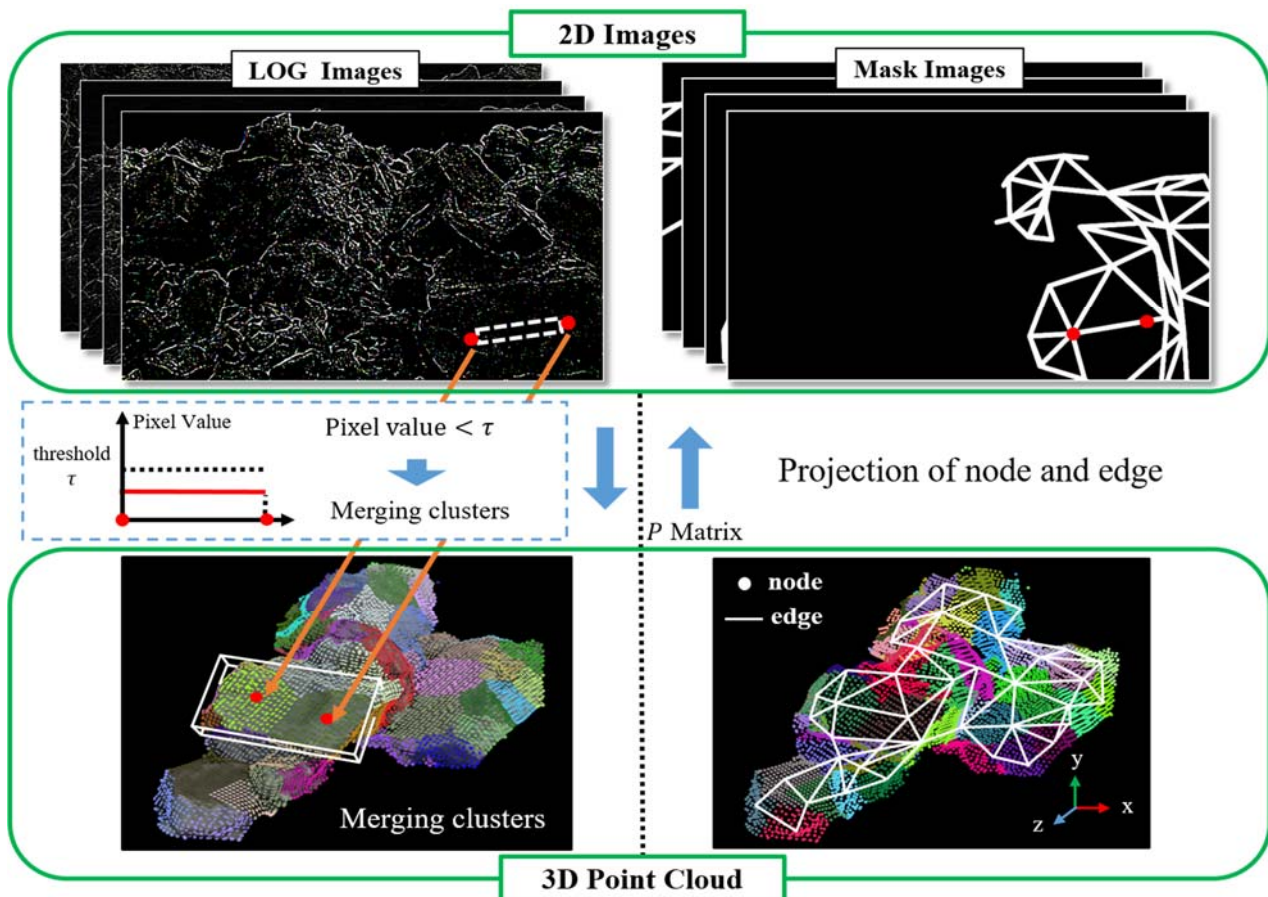 2D Images
LOG Images
Mask Images
Pixel Value
threshold
τ
Pixel value < τ
Merging clusters
P Matrix
Projection of node and edge
node
edge
Merging clusters
y
x
z
3D Point Cloud